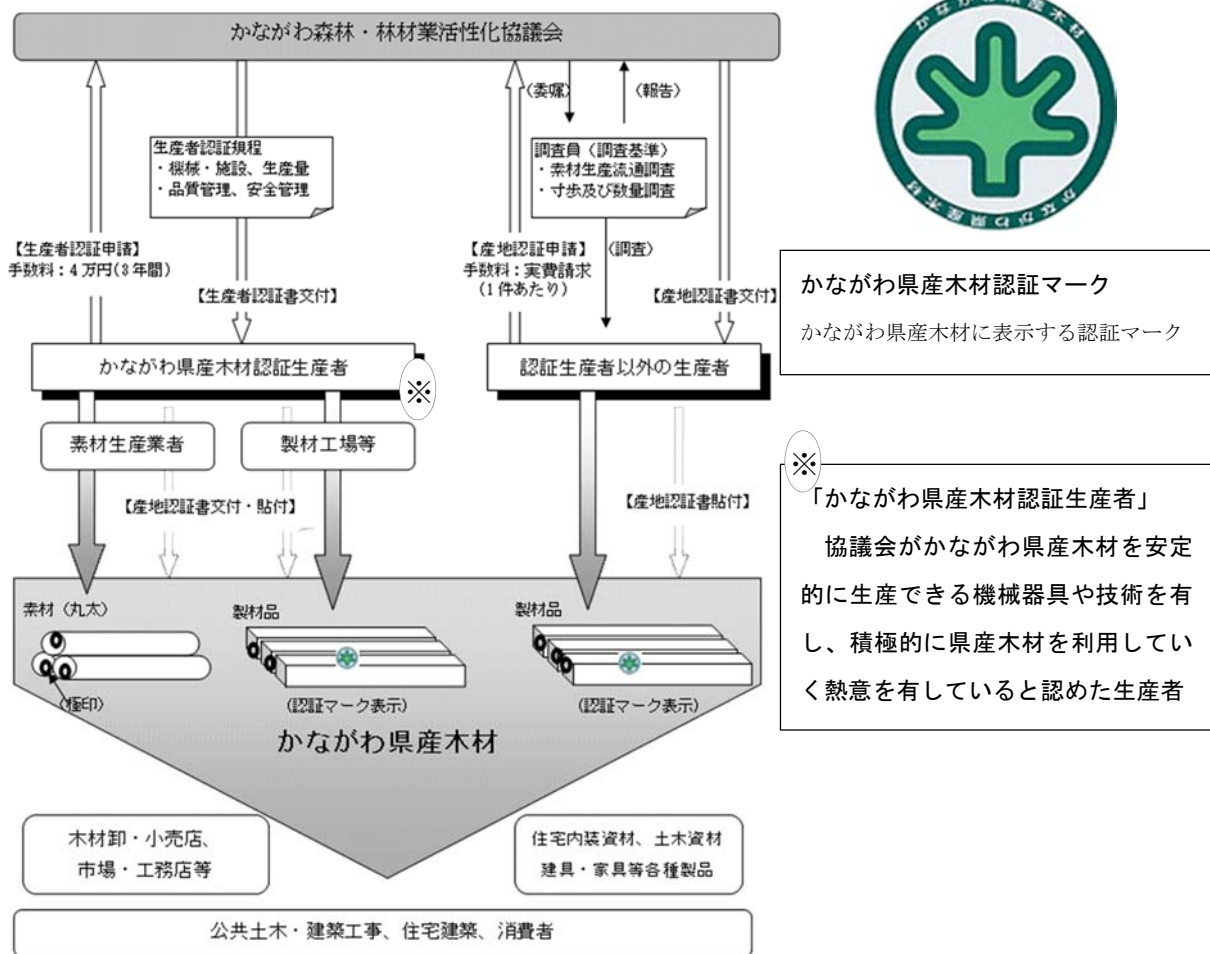 かながわ森林・林材業活性化協議会
〈委嘱〉
〈報告〉
生産者認証規程
・機械・施設、生産量
・品質管理、安全管理
調査員（調査基準）
・素材生産流通調査
・寸歩及び数量調査
【生産者認証申請】
手数料：4万円(3年間)
【生産者認証書交付】
【産地認証申請】
手数料：実費請求
(1件あたり)
〈調査〉
【産地認証書交付】
かながわ県産木材認証生産者
※
認証生産者以外の生産者
素材生産業者
製材工場等
【産地認証書交付・貼付】
【産地認証書貼付】
素材（丸太）
製材品
製材品
〈極印〉
(認証マーク表示)
(認証マーク表示)
かながわ県産木材
木材卸・小売店、
市場・工務店等
住宅内装資材、土木資材
建具・家具等各種製品
公共土木・建築工事、住宅建築、消費者
かながわ県産木材
かながわ県産木材
かながわ県産木材認証マーク
かながわ県産木材に表示する認証マーク
※
「かながわ県産木材認証生産者」
協議会がかながわ県産木材を安定
的に生産できる機械器具や技術を有
し、積極的に県産木材を利用してい
く熱意を有していると認めた生産者